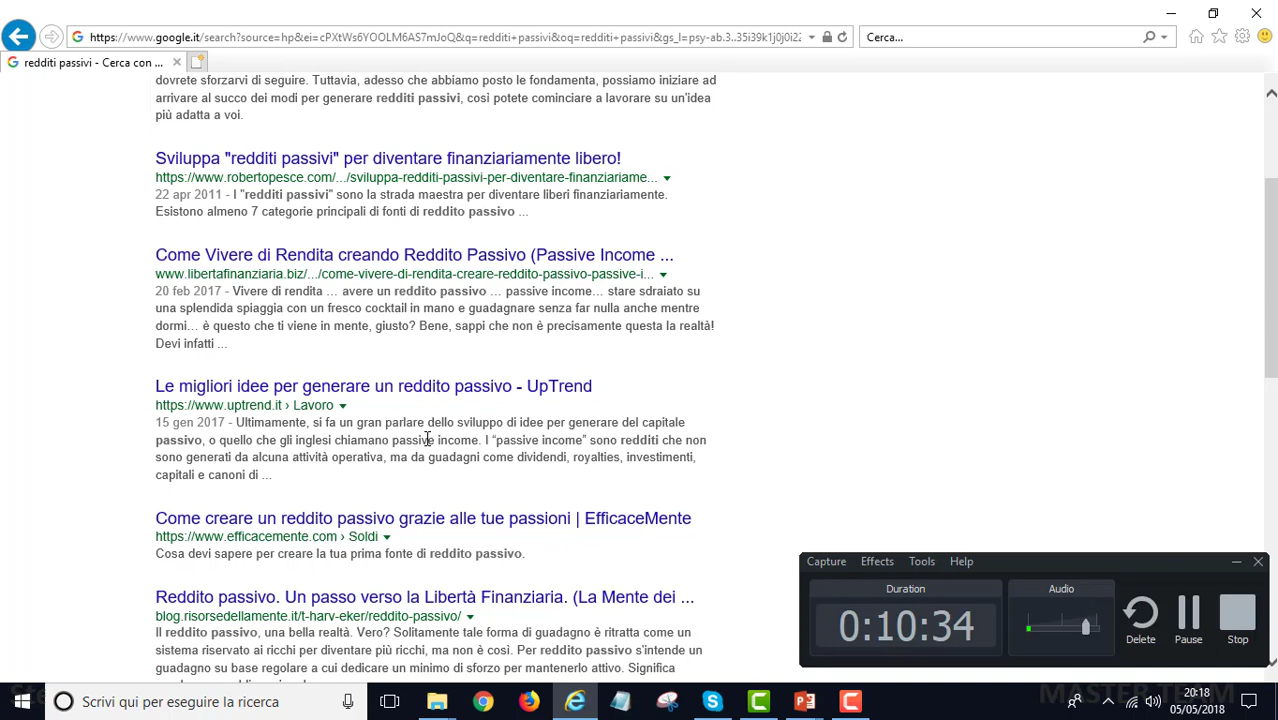 https://www.google.it/search?source=hp&ei=cPXtWs6YOOLM6AS7mJoQ&q=redditi+passivi&oq=redditi+passivi&gs_l=psy-ab.3..35i39k1j0j0i22
Cerca...
redditi passivi - Cerca con ...
dovrete sforzarvi di seguire. Tuttavia, adesso che abbiamo posto le fondamenta, possiamo iniziare ad
arrivare al succo dei modi per generare redditi passivi, così potete cominciare a lavorare su un'idea
più adatta a voi.
Sviluppa "redditi passivi" per diventare finanziariamente libero!
https://www.robertopesce.com/.../sviluppa-redditi-passivi-per-diventare-finanziariame...
22 apr 2011 - I "redditi passivi" sono la strada maestra per diventare liberi finanziariamente.
Esistono almeno 7 categorie principali di fonti di reddito passivo ...
Come Vivere di Rendita creando Reddito Passivo (Passive Income ...
www.libertafinanziaria.biz/.../come-vivere-di-rendita-creare-reddito-passivo-passive-i...
20 feb 2017 - Vivere di rendita … avere un reddito passivo … passive income… stare sdraiato su
una splendida spiaggia con un fresco cocktail in mano e guadagnare senza far nulla anche mentre
dormi… è questo che ti viene in mente, giusto? Bene, sappi che non è precisamente questa la realtà!
Devi infatti ...
Le migliori idee per generare un reddito passivo - UpTrend
https://www.uptrend.it › Lavoro
15 gen 2017 - Ultimamente, si fa un gran parlare dello sviluppo di idee per generare del capitale
passivo, o quello che gli inglesi chiamano passive income. I “passive income” sono redditi che non
sono generati da alcuna attività operativa, ma da guadagni come dividendi, royalties, investimenti,
capitali e canoni di ...
Come creare un reddito passivo grazie alle tue passioni | EfficaceMente
https://www.efficacemente.com › Soldi
Cosa devi sapere per creare la tua prima fonte di reddito passivo.
Reddito passivo. Un passo verso la Libertà Finanziaria. (La Mente dei ...
blog.risorsedellamente.it/t-harv-eker/reddito-passivo/
Il reddito passivo, una bella realtà. Vero? Solitamente tale forma di guadagno è ritratta come un
sistema riservato ai ricchi per diventare più ricchi, ma non è così. Per reddito passivo s'intende un
guadagno su base regolare a cui dedicare un minimo di sforzo per mantenerlo attivo. Significa
Capture Effects Tools Help
Duration
Audio
0:10:34
Delete
Pause
Stop
Scrivi qui per eseguire la ricerca
MASTER TEAM
20:18
05/05/2018